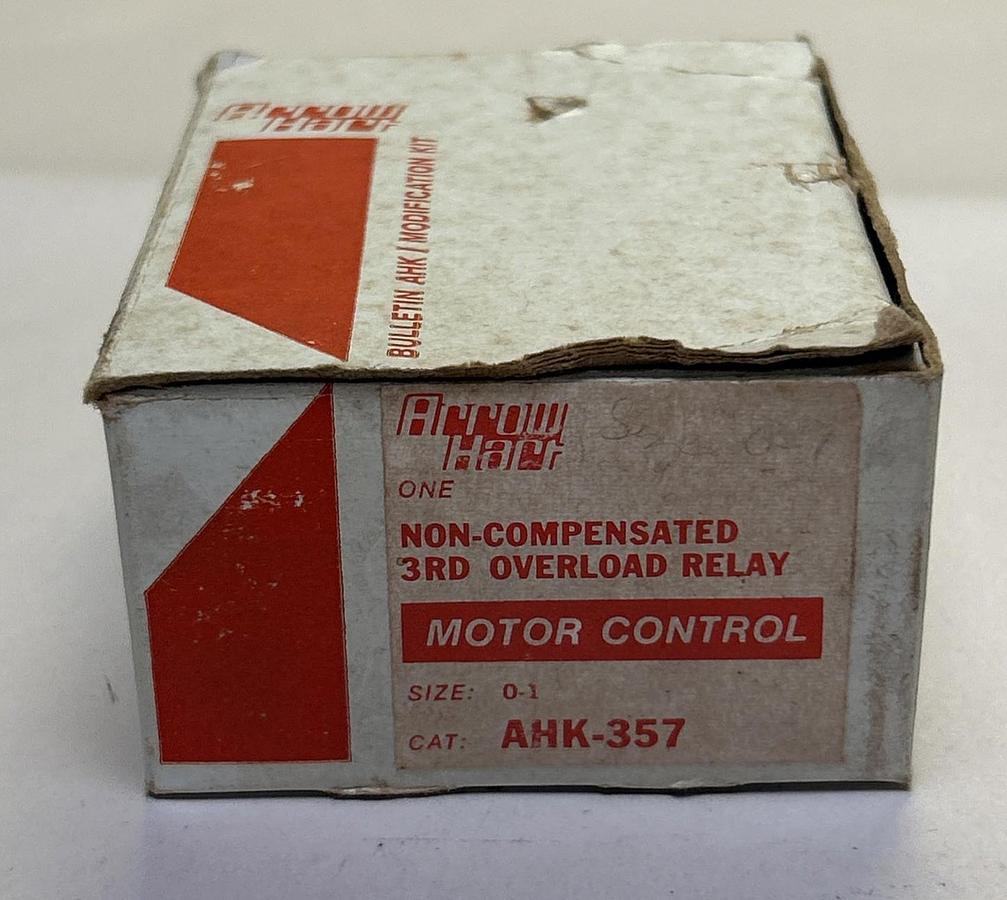 Arrow
Hart
BULLETIN AHK / MODIFICATION KIT
Arrow
Hart
ONE
NON-COMPENSATED
3RD OVERLOAD RELAY
MOTOR CONTROL
SIZE: 0-1
CAT: AHK-357